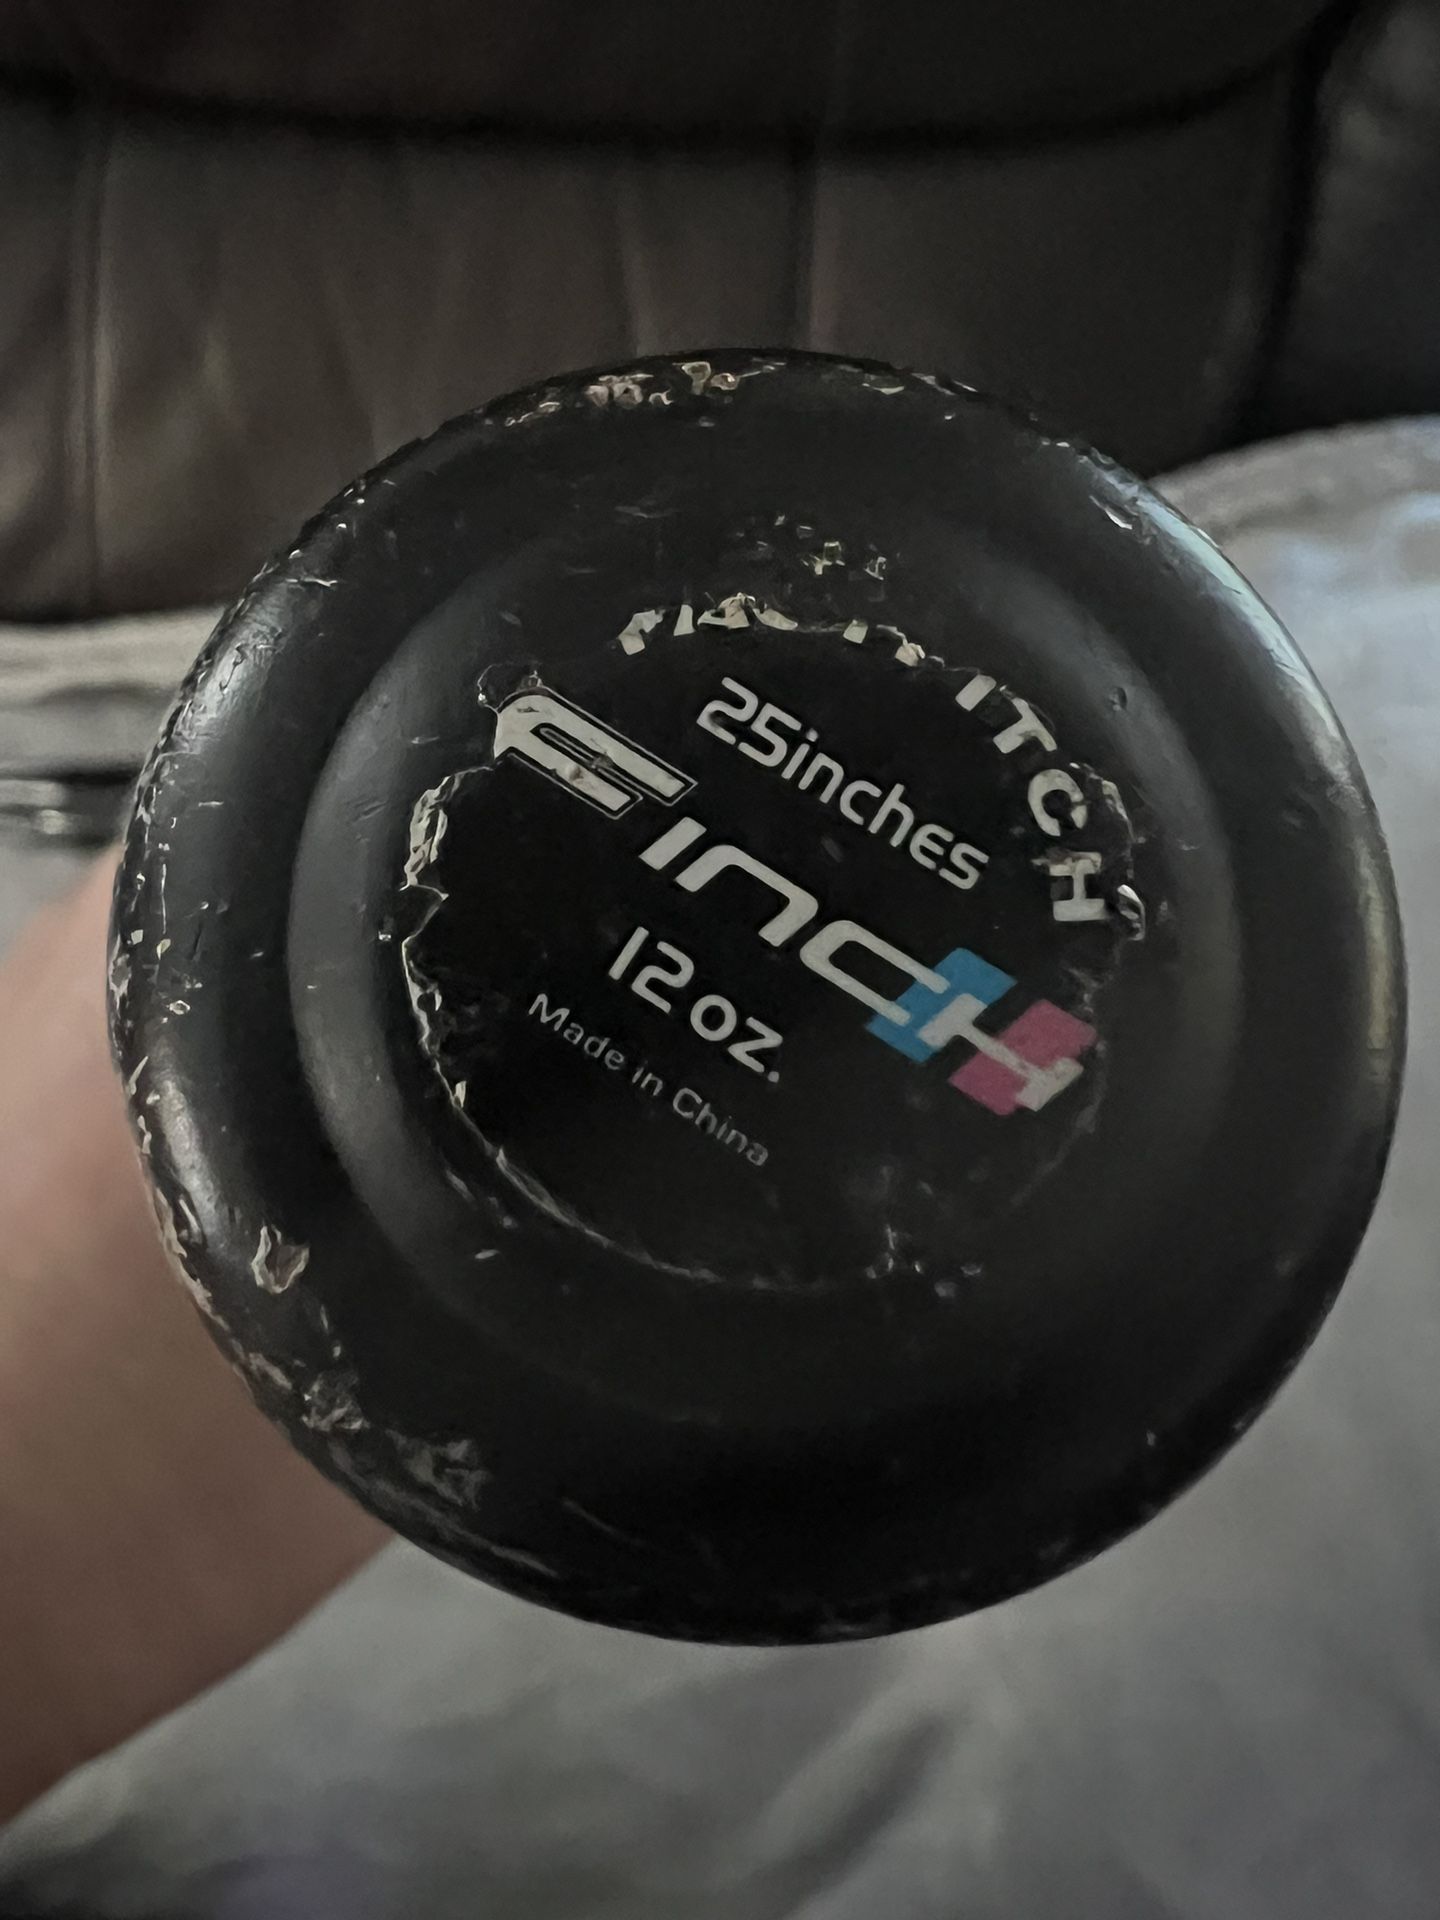 25inches
FINCH
12 oz.
Made in China